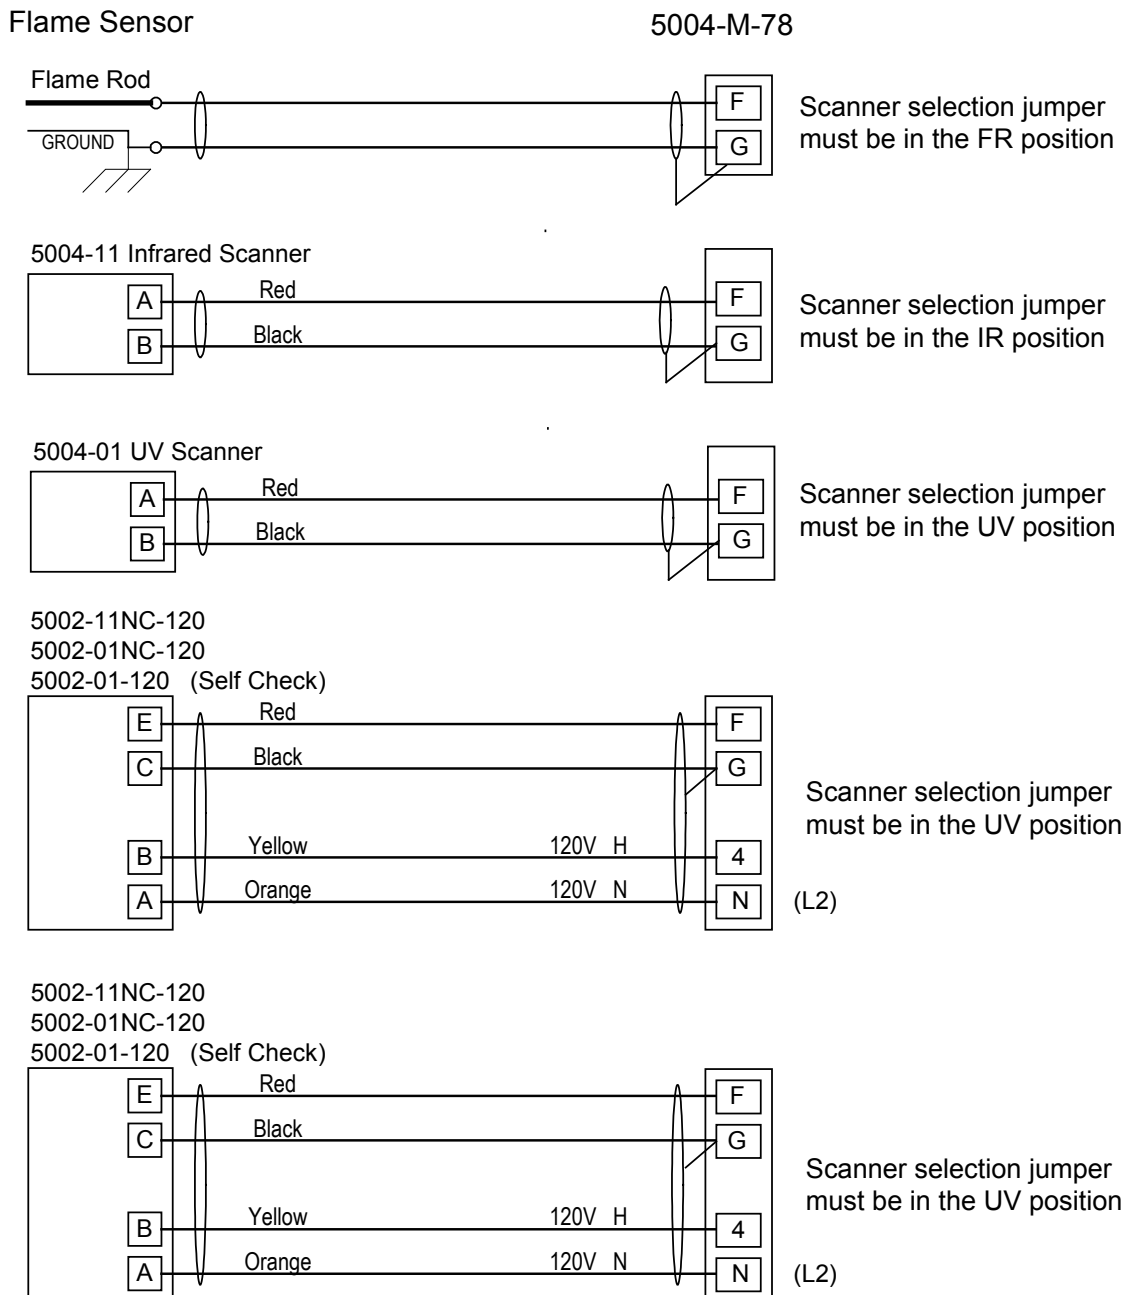 Flame Sensor 5004-M-78
Flame Rod
F
GROUND
G
Scanner selection jumper
must be in the FR position
5004-11 Infrared Scanner
A Red F
B Black G
Scanner selection jumper
must be in the IR position
5004-01 UV Scanner
A Red F
B Black G
Scanner selection jumper
must be in the UV position
5002-11NC-120
5002-01NC-120
5002-01-120 (Self Check)
E Red F
C Black G
Scanner selection jumper
must be in the UV position
B Yellow 120V H 4
A Orange 120V N N (L2)
5002-11NC-120
5002-01NC-120
5002-01-120 (Self Check)
E Red F
C Black G
Scanner selection jumper
must be in the UV position
B Yellow 120V H 4
A Orange 120V N N (L2)